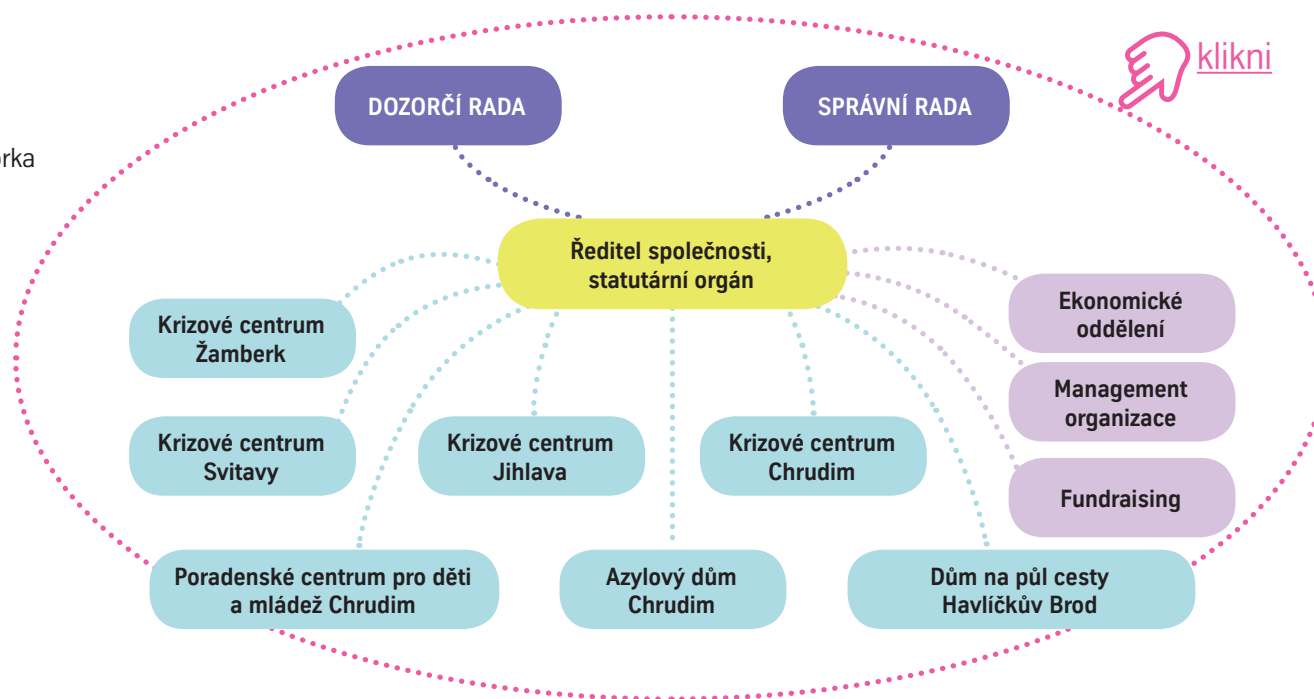 klikni
DOZORČÍ RADA
SPRÁVNÍ RADA
orka
Ředitel společnosti,
statutární orgán
Ekonomické
oddělení
Krizové centrum
Žamberk
Management
organizace
Krizové centrum
Svitavy
Krizové centrum
Jihlava
Krizové centrum
Chrudim
Fundraising
Poradenské centrum pro děti
a mládež Chrudim
Azylový dům
Chrudim
Dům na půl cesty
Havlíčkův Brod